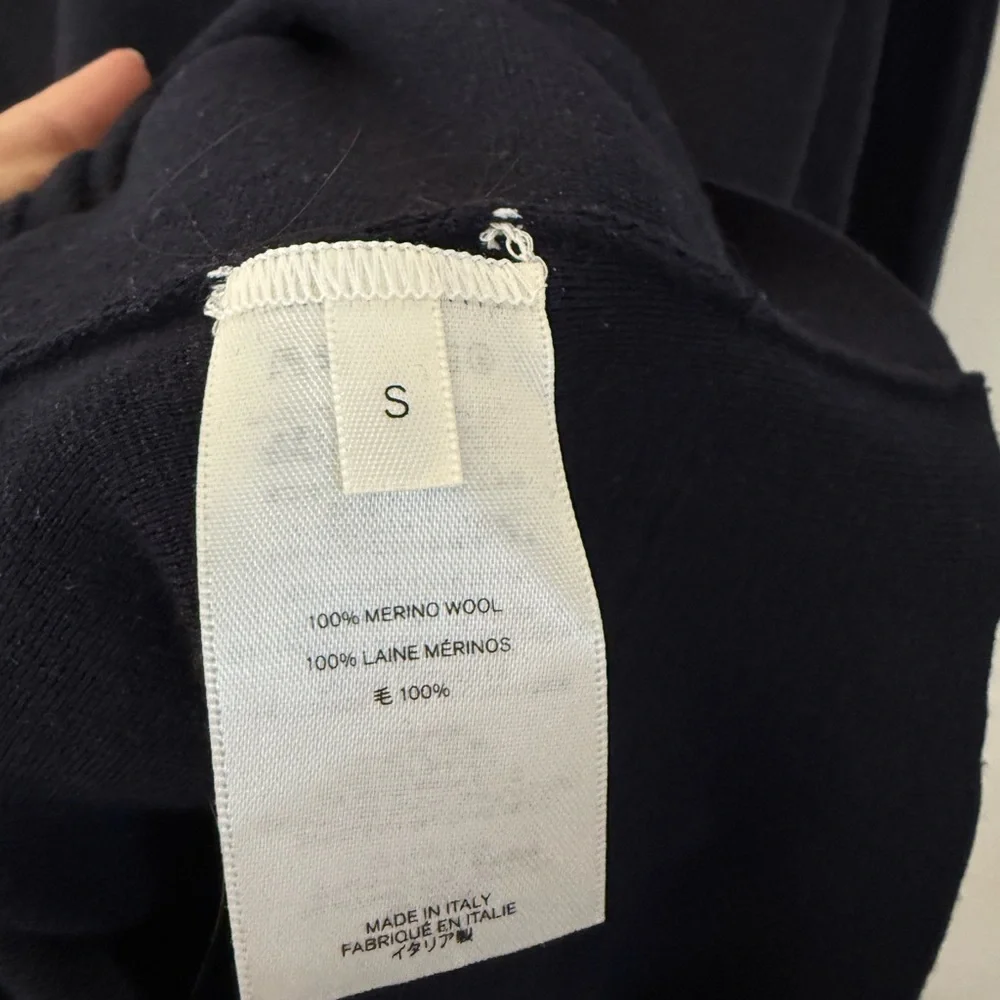 S
100% MERINO WOOL
100% LAINE MÉRINOS
毛 100%
MADE IN ITALY
FABRIQUÉ EN ITALIE
イタリア製